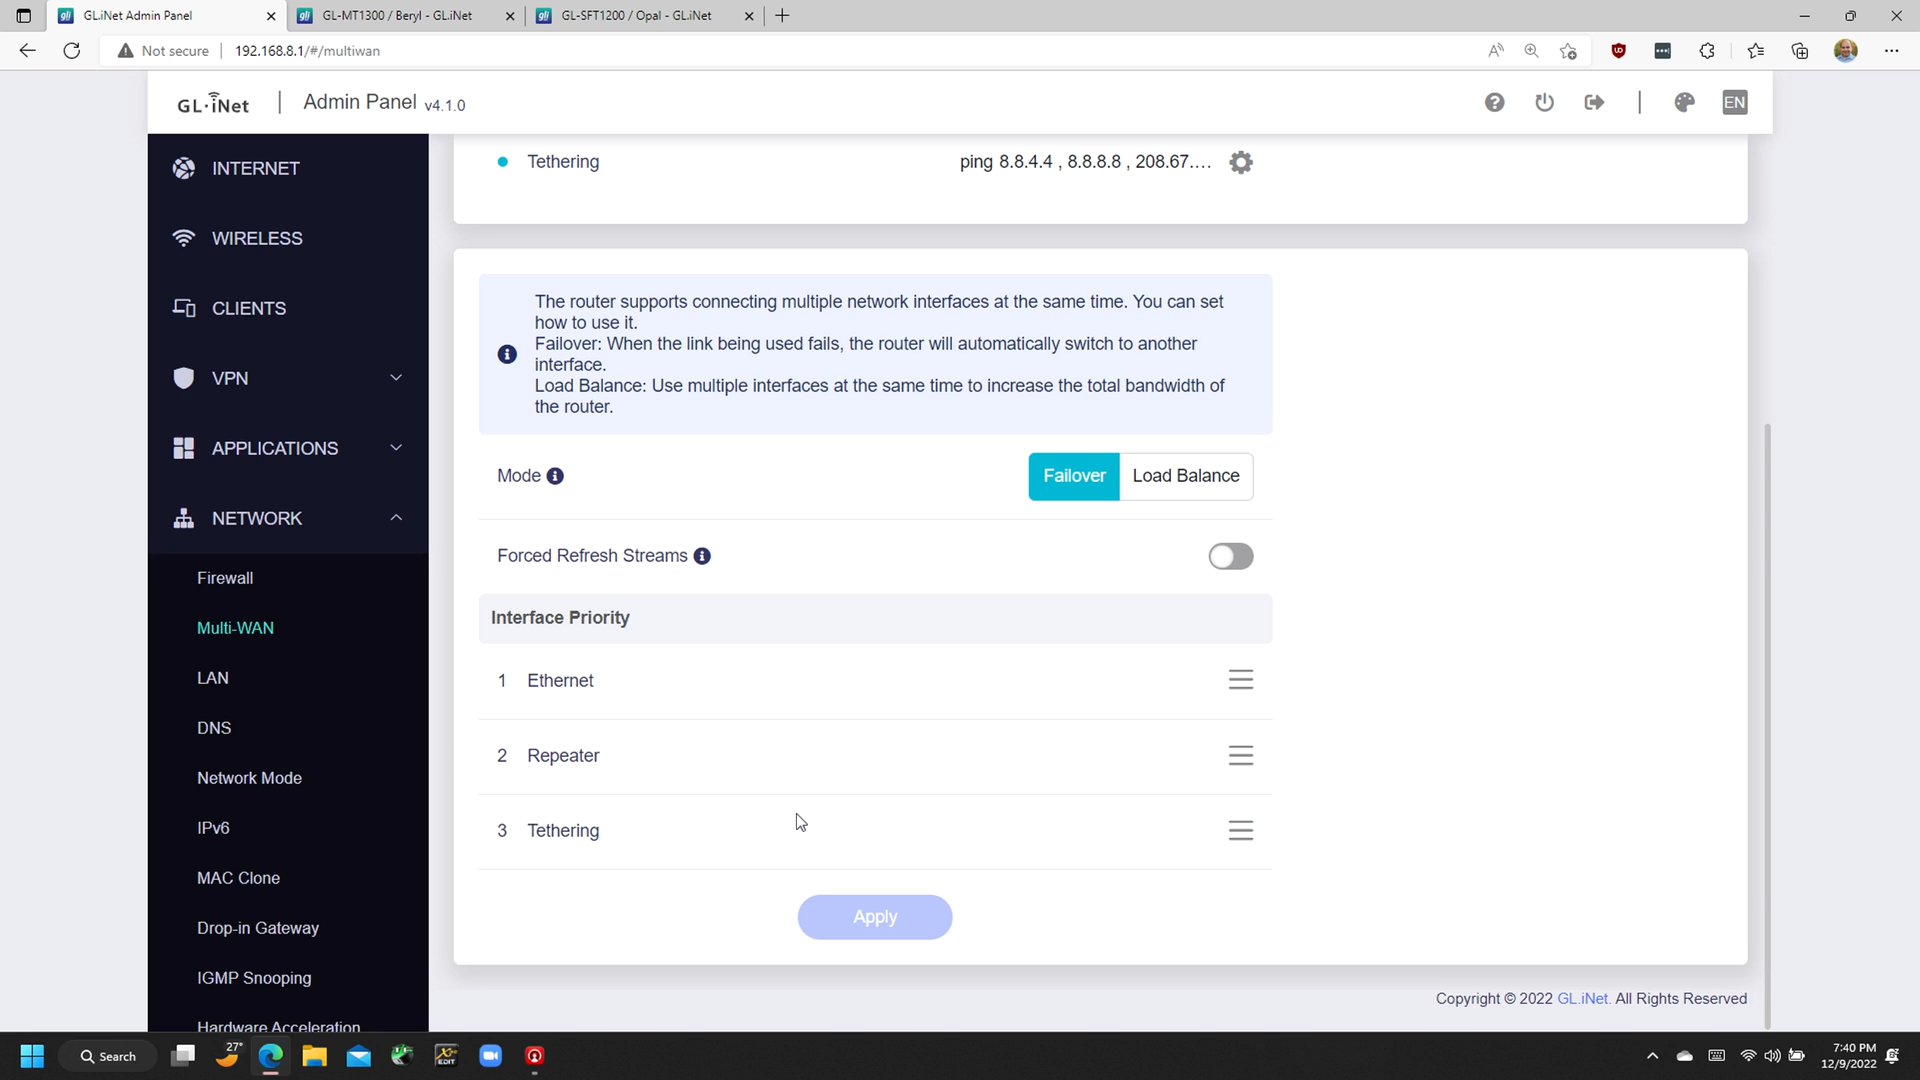 GL.iNet Admin Panel
GL-MT1300 / Beryl - GL.iNet
GL-SFT1200 / Opal - GL.iNet
Not secure
192.168.8.1/#/multiwan
GL·iNet
Admin Panel v4.1.0
EN
INTERNET
WIRELESS
CLIENTS
VPN
APPLICATIONS
NETWORK
Firewall
Multi-WAN
LAN
DNS
Network Mode
IPv6
MAC Clone
Drop-in Gateway
IGMP Snooping
Hardware Acceleration
Tethering
ping 8.8.4.4 , 8.8.8.8 , 208.67....
The router supports connecting multiple network interfaces at the same time. You can set
how to use it.
Failover: When the link being used fails, the router will automatically switch to another
interface.
Load Balance: Use multiple interfaces at the same time to increase the total bandwidth of
the router.
Mode
Failover
Load Balance
Forced Refresh Streams
Interface Priority
1 Ethernet
2 Repeater
3 Tethering
Apply
Copyright © 2022 GL.iNet. All Rights Reserved
Search
27°
EDIT
7:40 PM
12/9/2022